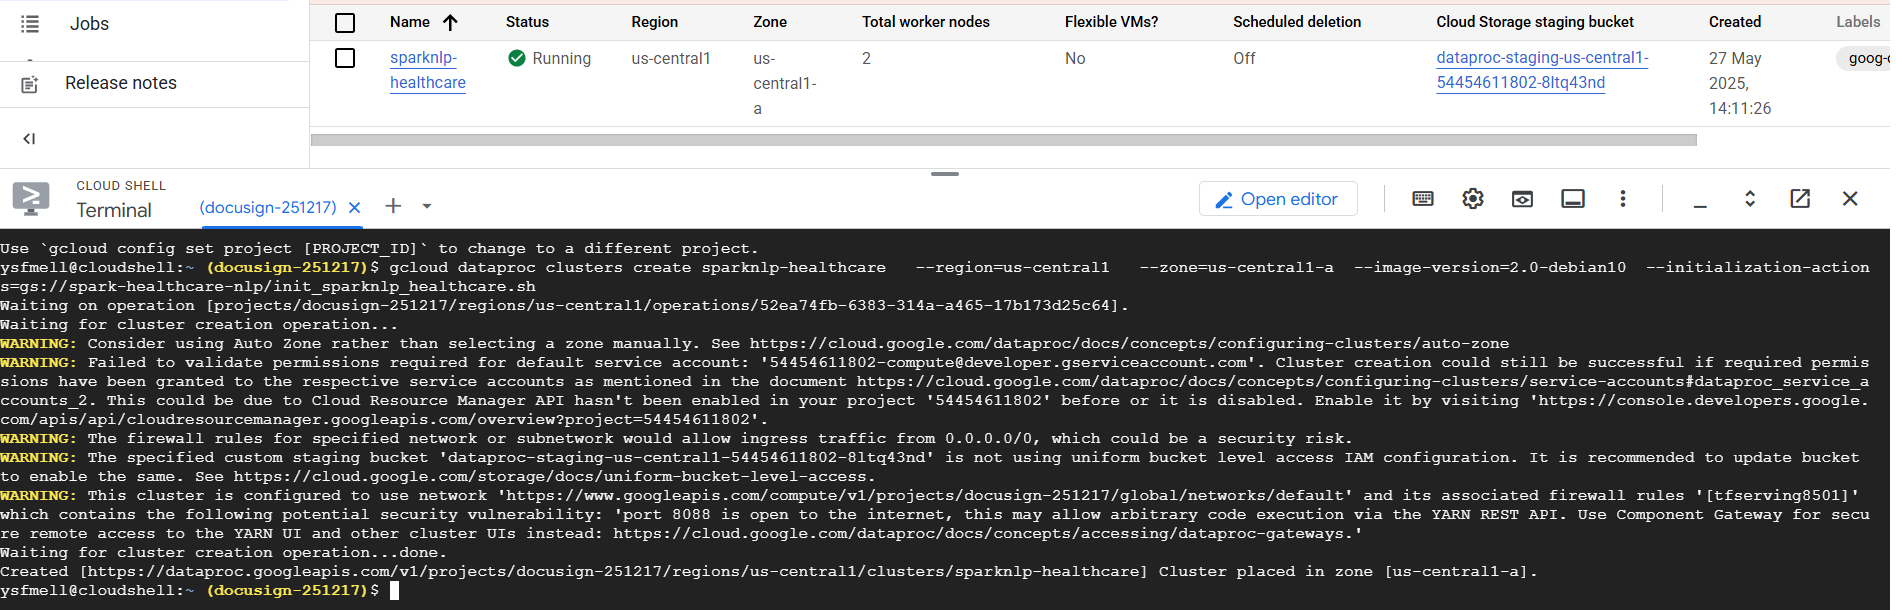 Jobs
Release notes
Name Status Region Zone Total worker nodes Flexible VMs? Scheduled deletion Cloud Storage staging bucket Created Labels
sparknlp- Running us-central1 us- 2 No Off dataproc-staging-us-central1- 27 May goog-
healthcare central1- 54454611802-8ltq43nd 2025,
a 14:11:26
CLOUD SHELL
Terminal (docusign-251217) Open editor
Use `gcloud config set project [PROJECT_ID]` to change to a different project.
ysfmell@cloudshell:~ (docusign-251217)$ gcloud dataproc clusters create sparknlp-healthcare   --region=us-central1   --zone=us-central1-a  --image-version=2.0-debian10  --initialization-action
s=gs://spark-healthcare-nlp/init_sparknlp_healthcare.sh
Waiting on operation [projects/docusign-251217/regions/us-central1/operations/52ea74fb-6383-314a-a465-17b173d25c64].
Waiting for cluster creation operation...
WARNING: Consider using Auto Zone rather than selecting a zone manually. See https://cloud.google.com/dataproc/docs/concepts/configuring-clusters/auto-zone
WARNING: Failed to validate permissions required for default service account: '54454611802-compute@developer.gserviceaccount.com'. Cluster creation could still be successful if required permis
sions have been granted to the respective service accounts as mentioned in the document https://cloud.google.com/dataproc/docs/concepts/configuring-clusters/service-accounts#dataproc_service_a
ccounts_2. This could be due to Cloud Resource Manager API hasn't been enabled in your project '54454611802' before or it is disabled. Enable it by visiting 'https://console.developers.google.
com/apis/api/cloudresourcemanager.googleapis.com/overview?project=54454611802'.
WARNING: The firewall rules for specified network or subnetwork would allow ingress traffic from 0.0.0.0/0, which could be a security risk.
WARNING: The specified custom staging bucket 'dataproc-staging-us-central1-54454611802-8ltq43nd' is not using uniform bucket level access IAM configuration. It is recommended to update bucket
to enable the same. See https://cloud.google.com/storage/docs/uniform-bucket-level-access.
WARNING: This cluster is configured to use network 'https://www.googleapis.com/compute/v1/projects/docusign-251217/global/networks/default' and its associated firewall rules '[tfserving8501]'
which contains the following potential security vulnerability: 'port 8088 is open to the internet, this may allow arbitrary code execution via the YARN REST API. Use Component Gateway for secu
re remote access to the YARN UI and other cluster UIs instead: https://cloud.google.com/dataproc/docs/concepts/accessing/dataproc-gateways.'
Waiting for cluster creation operation...done.
Created [https://dataproc.googleapis.com/v1/projects/docusign-251217/regions/us-central1/clusters/sparknlp-healthcare] Cluster placed in zone [us-central1-a].
ysfmell@cloudshell:~ (docusign-251217)$